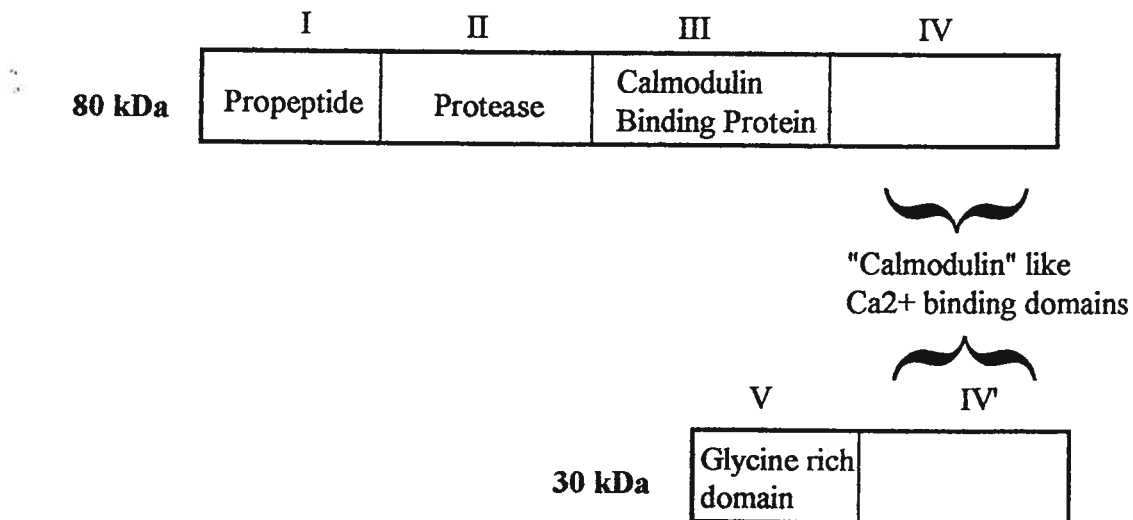 I II III IV
80 kDa
Propeptide
Protease
Calmodulin
Binding Protein
"Calmodulin" like
Ca2+ binding domains
V IV'
30 kDa
Glycine rich
domain